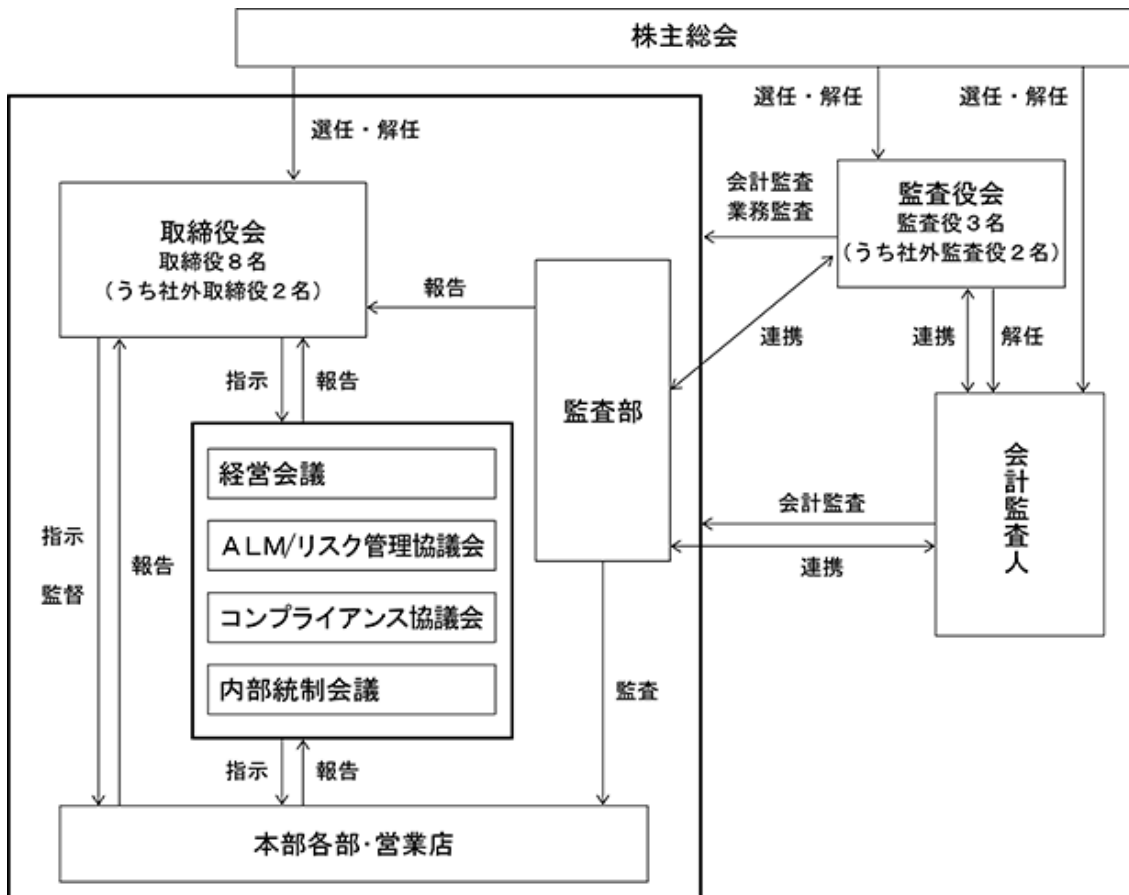 株主総会
選任・解任
選任・解任
選任・解任
取締役会
取締役８名
（うち社外取締役２名）
会計監査
業務監査
監査役会
監査役３名
（うち社外監査役２名）
報告
連携
連携
解任
指示
報告
監査部
会計監査人
経営会議
ＡＬＭ/リスク管理協議会
コンプライアンス協議会
内部統制会議
会計監査
連携
指示
監督
報告
監査
指示
報告
本部各部・営業店